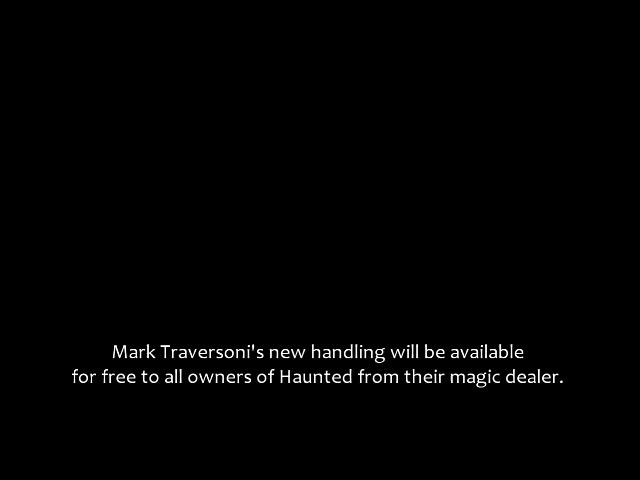 Mark Traversoni's new handling will be available
for free to all owners of Haunted from their magic dealer.